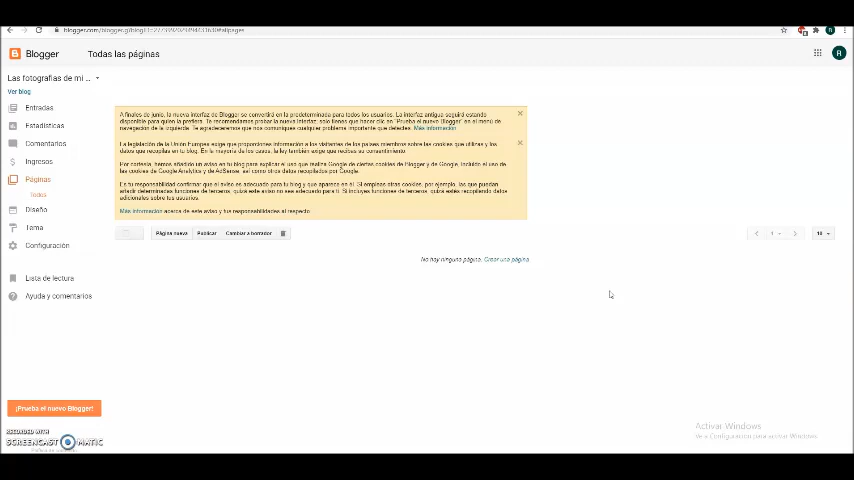 Blogger
Todas las páginas
Las fotografias de mi ...
Ver blog
Entradas
Estadísticas
Comentarios
Ingresos
Páginas
Todos
Diseño
Tema
Configuración
Lista de lectura
Ayuda y comentarios
¡Prueba el nuevo Blogger!
A finales de junio, la nueva interfaz de Blogger se convertirá en la predeterminada para todos los usuarios. La interfaz antigua seguirá estando
disponible para quien la prefiera. Te recomendamos probar la nueva interfaz; solo tienes que hacer clic en "Prueba el nuevo Blogger" en el menú de
navegación de la izquierda. Te agradeceremos que nos comuniques cualquier problema importante que detectes. Más información
La legislación de la Unión Europea exige que proporciones información a los visitantes de los países miembros sobre las cookies que utilizas y los
datos que recopilas en tu blog. En la mayoría de los casos, la ley también exige que recibas su consentimiento.
Por cortesía, hemos añadido un aviso en tu blog para explicar el uso que realiza Google de ciertas cookies de Blogger y de Google, incluido el uso de
las cookies de Google Analytics y de AdSense, así como otros datos recopilados por Google.
Es tu responsabilidad confirmar que el aviso es adecuado para tu blog y que aparece en él. Si empleas otras cookies, por ejemplo, las que puedan
añadir determinadas funciones de terceros, quizá este aviso no sea adecuado para ti. Si incluyes funciones de terceros, quizá estés recopilando datos
adicionales sobre tus usuarios.
Más información acerca de este aviso y tus responsabilidades al respecto
Página nueva Publicar Cambiar a borrador
1
10
No hay ninguna página. Crear una página
R
R
Activar Windows
Ve a Configuración para activar Windows.
RECORDED WITH
SCREENCAST MATIC